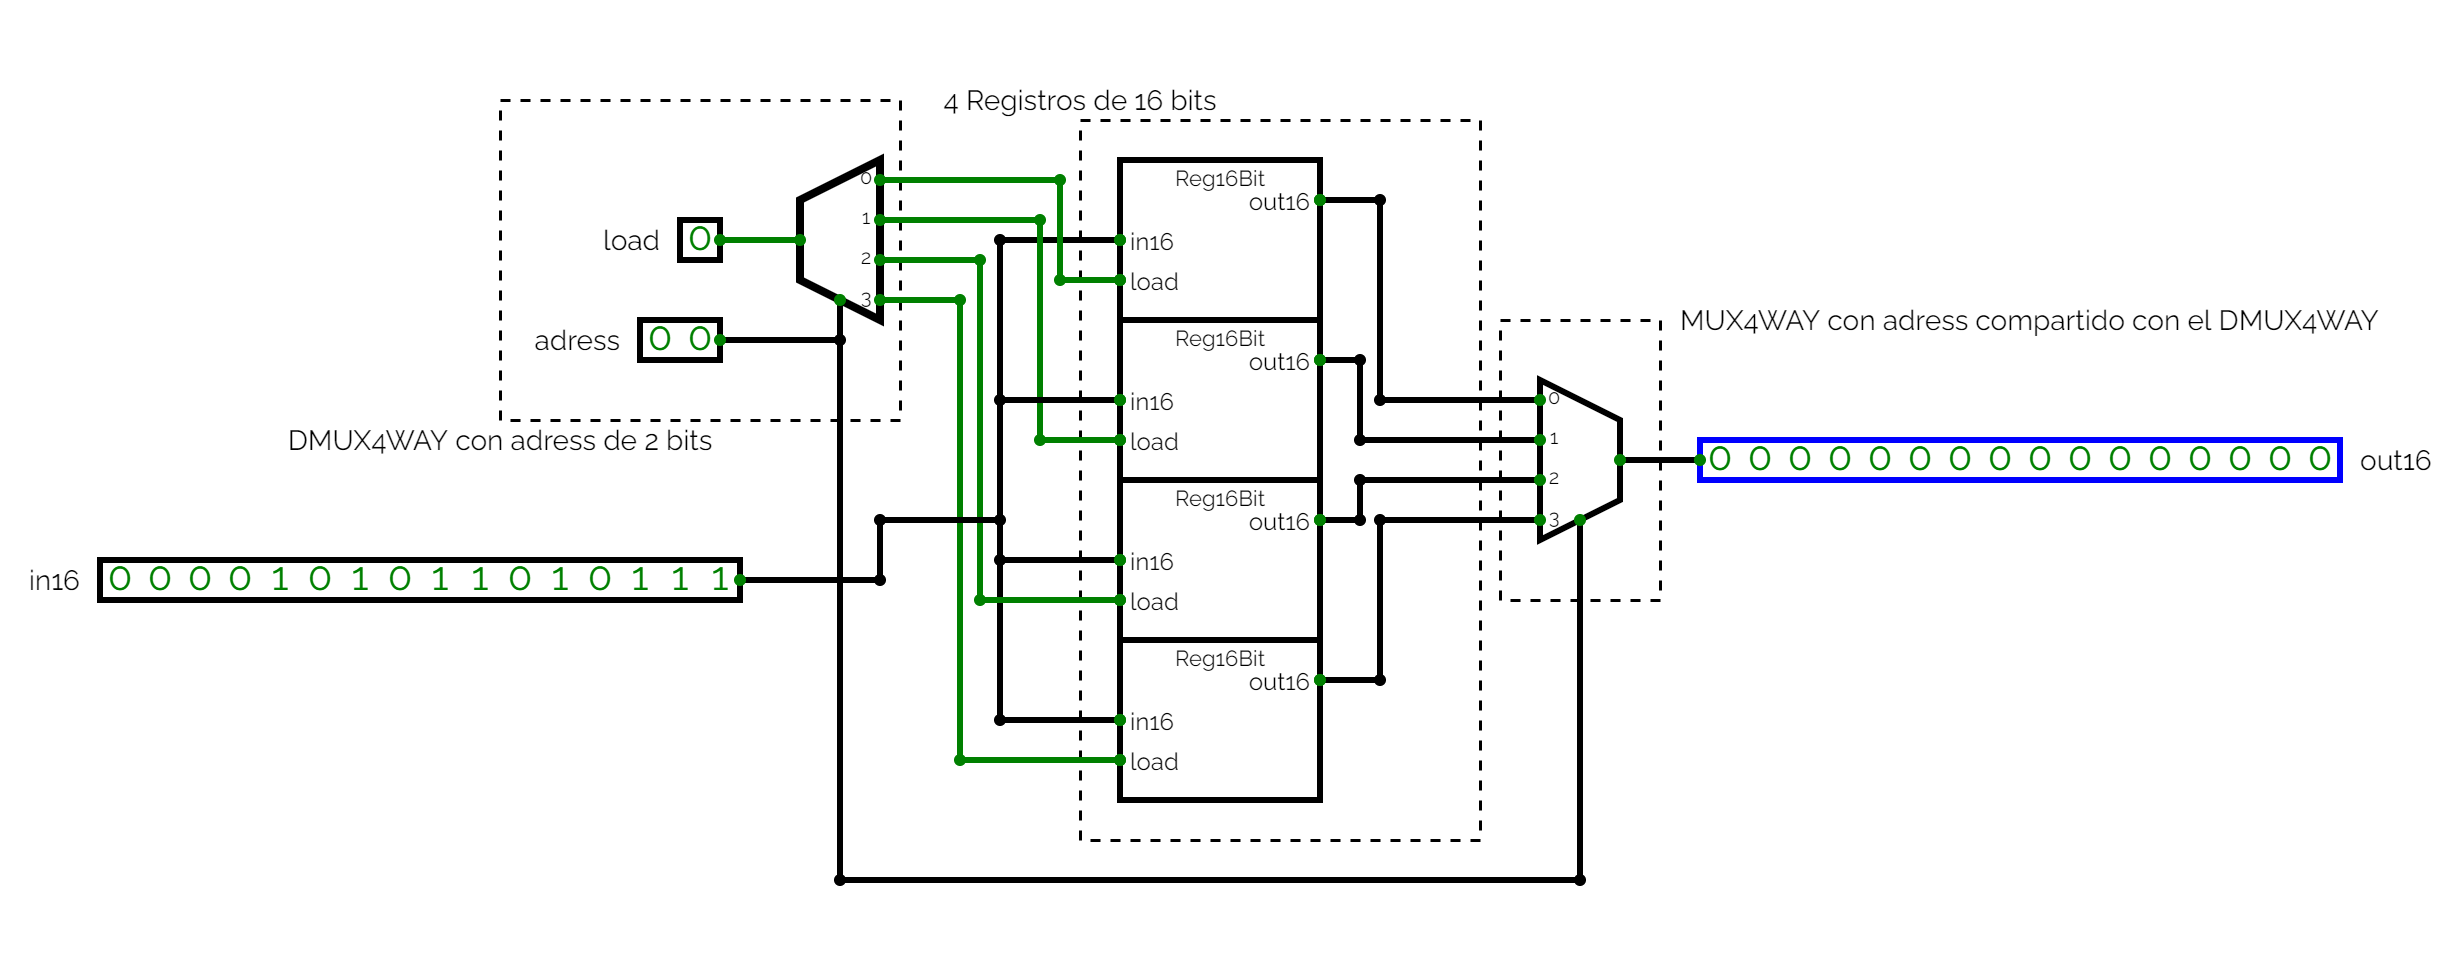 4 Registros de 16 bits
load
0
0
1
2
3
adress
0 0
DMUX4WAY con adress de 2 bits
in16
0 0 0 0 1 0 1 0 1 1 0 1 0 1 1 1
Reg16Bit
out16
in16
load
Reg16Bit
out16
in16
load
Reg16Bit
out16
in16
load
Reg16Bit
out16
in16
load
MUX4WAY con adress compartido con el DMUX4WAY
0
1
2
3
0 0 0 0 0 0 0 0 0 0 0 0 0 0 0 0
out16